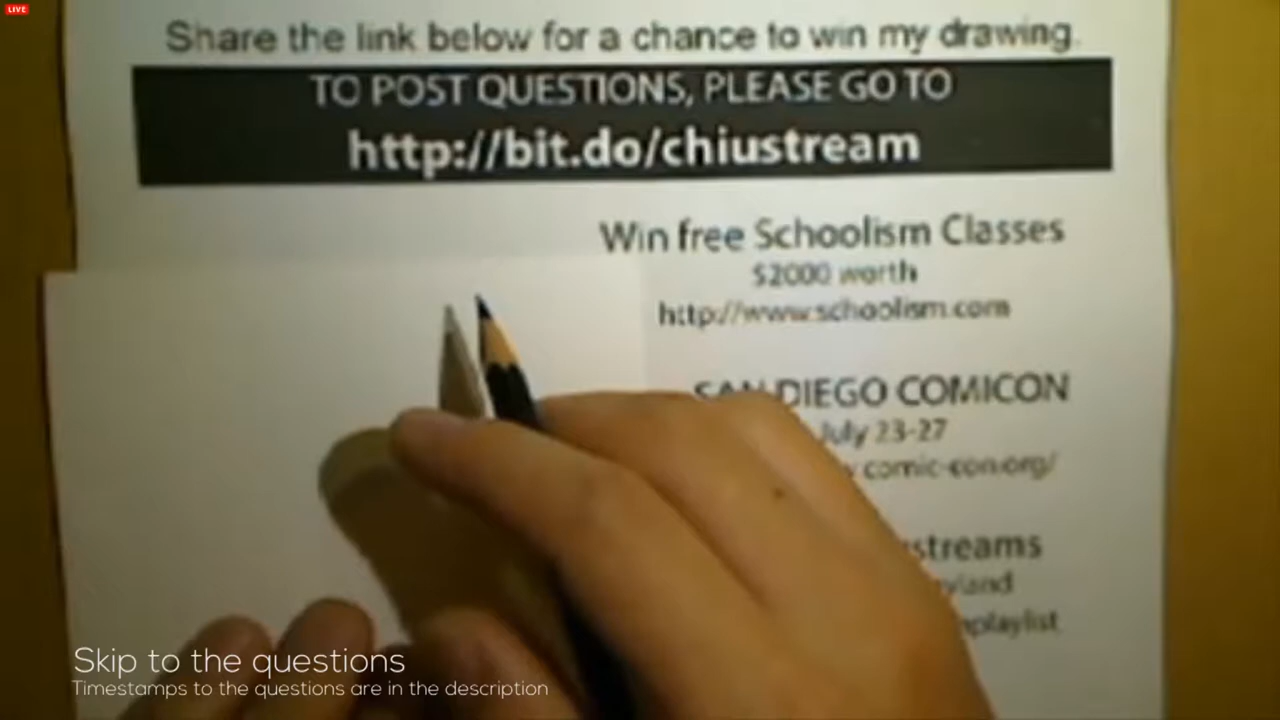 LIVE
Share the link below for a chance to win my drawing.
TO POST QUESTIONS, PLEASE GO TO
http://bit.do/chiustream
Win free Schoolism Classes
$2000 worth
http://www.schoolism.com
SAN DIEGO COMICON
July 23-27
comic-con.org/
streams
playlist
Skip to the questions
Timestamps to the questions are in the description